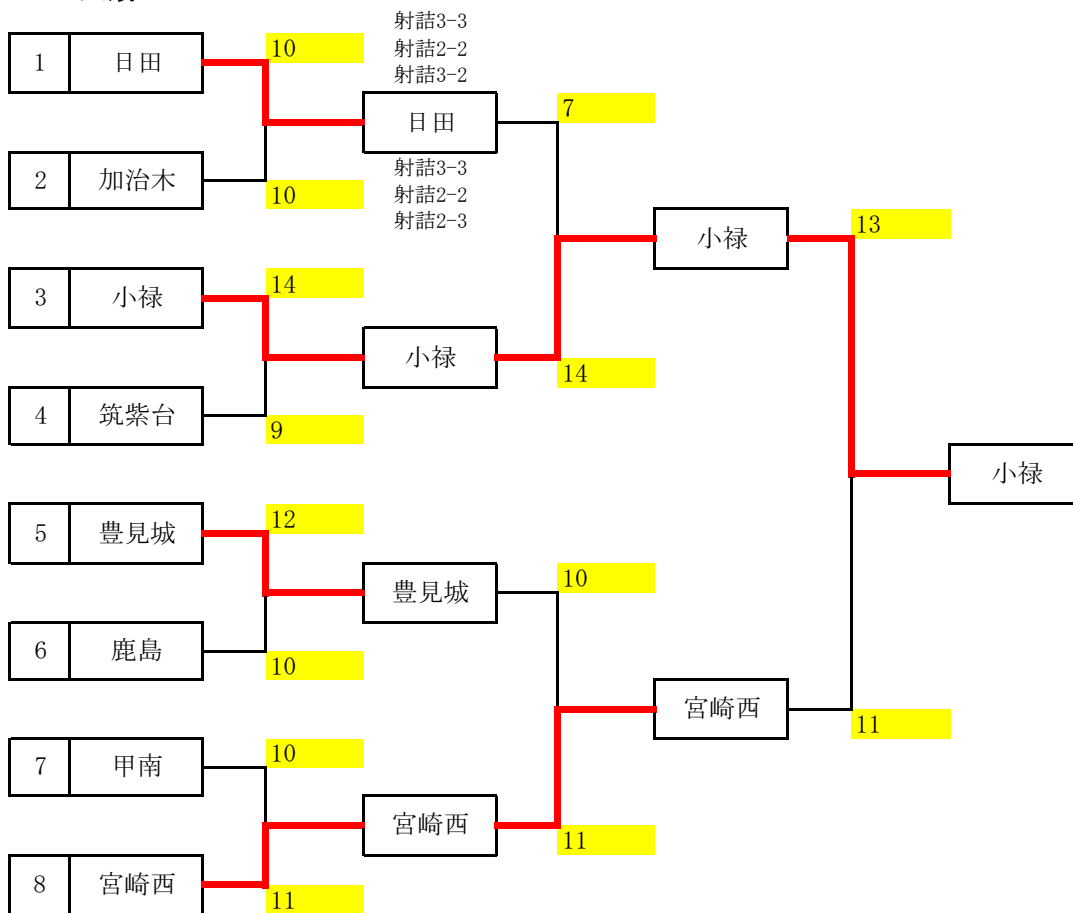 射詰3-3
射詰2-2
射詰3-2
1 日田 10
日田 7
2 加治木 10
射詰3-3
射詰2-2
射詰2-3
小禄 13
3 小禄 14
小禄 14
4 筑紫台 9
小禄
5 豊見城 12
豊見城 10
6 鹿島 10
宮崎西 11
7 甲南 10
宮崎西 11
8 宮崎西 11